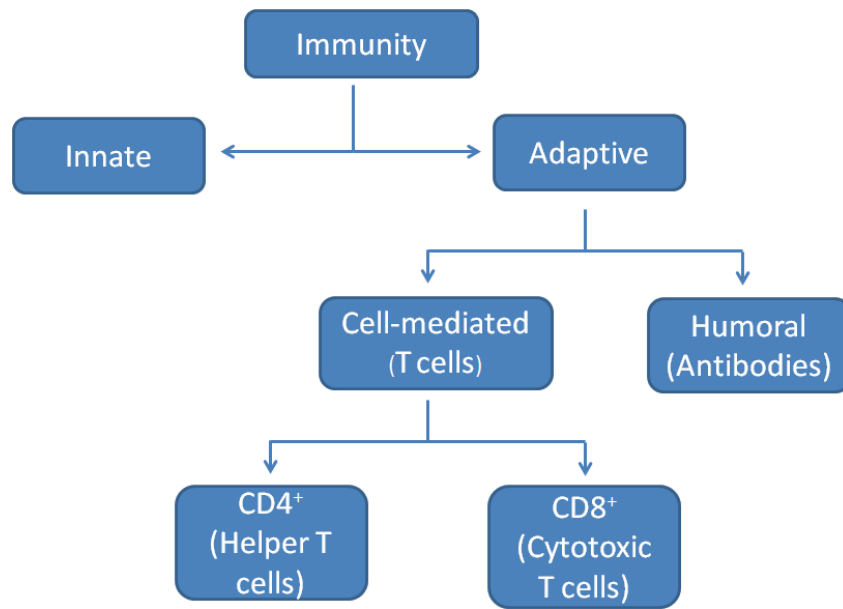 Immunity
Innate
Adaptive
Cell-mediated
(T cells)
Humoral
(Antibodies)
CD4⁺
(Helper T
cells)
CD8⁺
(Cytotoxic
T cells)